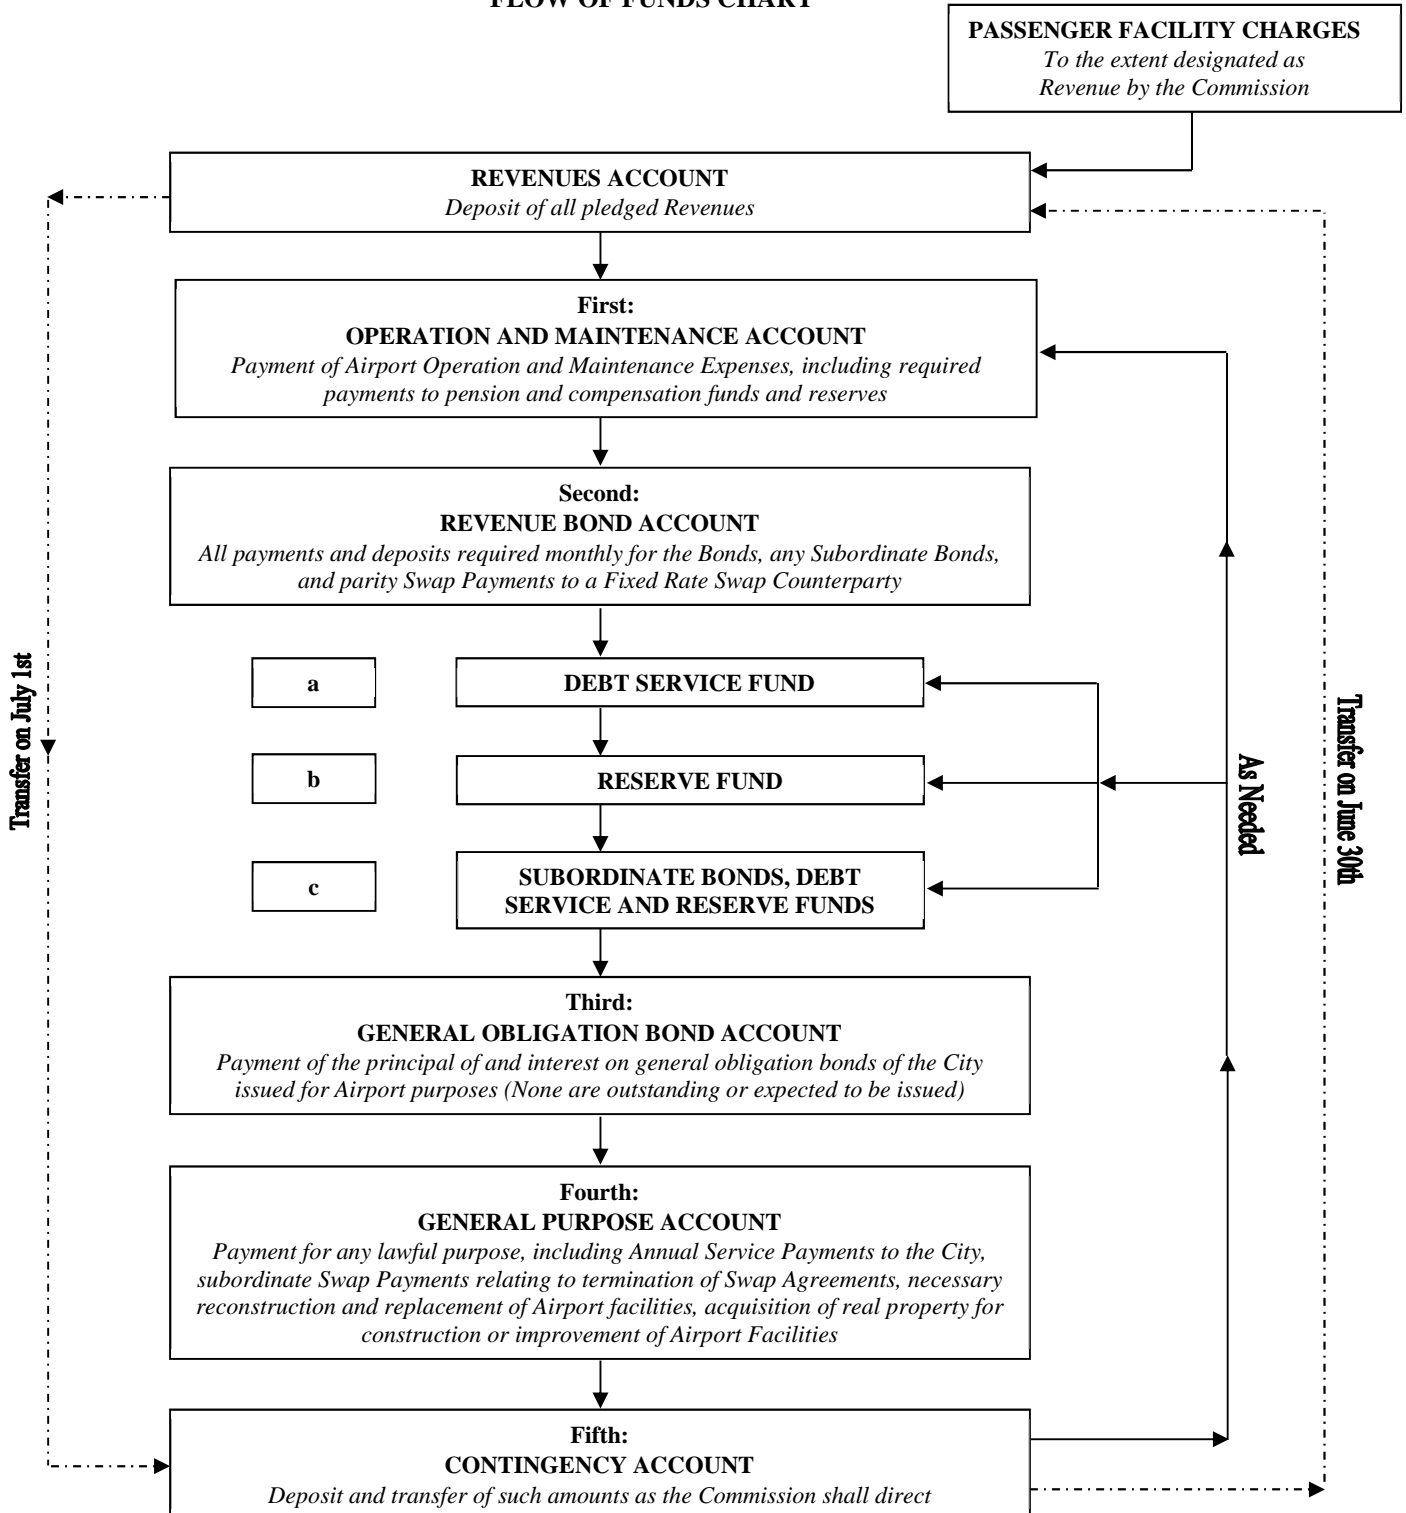 FLOW OF FUNDS CHART
PASSENGER FACILITY CHARGES
To the extent designated as
Revenue by the Commission
REVENUES ACCOUNT
Deposit of all pledged Revenues
First:
OPERATION AND MAINTENANCE ACCOUNT
Payment of Airport Operation and Maintenance Expenses, including required
payments to pension and compensation funds and reserves
Second:
REVENUE BOND ACCOUNT
All payments and deposits required monthly for the Bonds, any Subordinate Bonds,
and parity Swap Payments to a Fixed Rate Swap Counterparty
a
DEBT SERVICE FUND
b
RESERVE FUND
c
SUBORDINATE BONDS, DEBT
SERVICE AND RESERVE FUNDS
Transfer on July 1st
As Needed
Transfer on June 30th
Third:
GENERAL OBLIGATION BOND ACCOUNT
Payment of the principal of and interest on general obligation bonds of the City
issued for Airport purposes (None are outstanding or expected to be issued)
Fourth:
GENERAL PURPOSE ACCOUNT
Payment for any lawful purpose, including Annual Service Payments to the City,
subordinate Swap Payments relating to termination of Swap Agreements, necessary
reconstruction and replacement of Airport facilities, acquisition of real property for
construction or improvement of Airport Facilities
Fifth:
CONTINGENCY ACCOUNT
Deposit and transfer of such amounts as the Commission shall direct